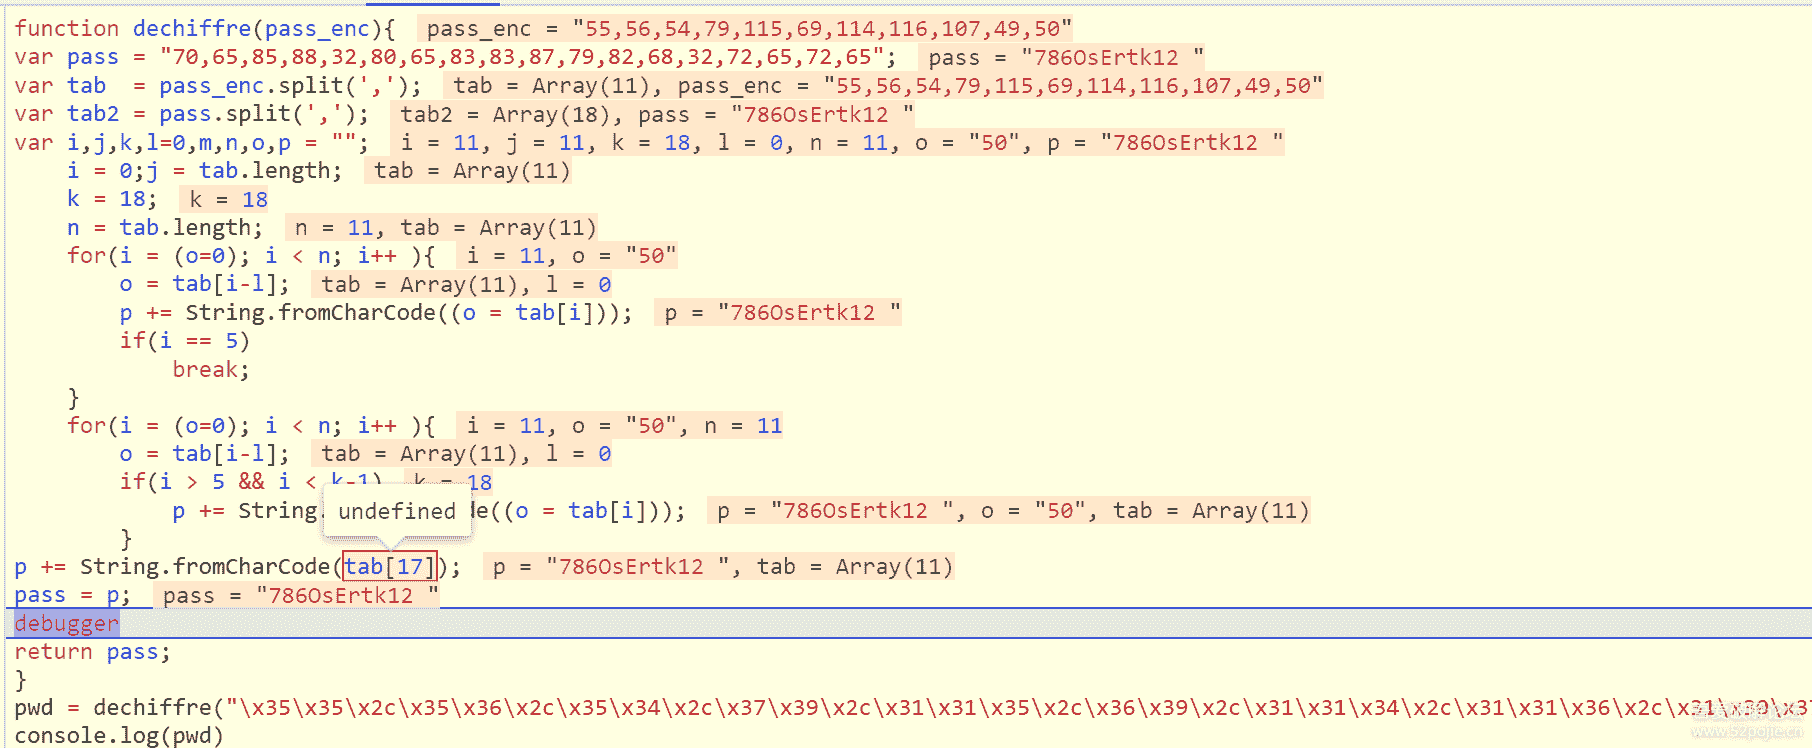 function dechiffre(pass_enc){ pass_enc = "55,56,54,79,115,69,114,116,107,49,50"
var pass = "70,65,85,88,32,80,65,83,83,87,79,82,68,32,72,65,72,65"; pass = "786OsErtk12 "
var tab = pass_enc.split(','); tab = Array(11), pass_enc = "55,56,54,79,115,69,114,116,107,49,50"
var tab2 = pass.split(','); tab2 = Array(18), pass = "786OsErtk12 "
var i,j,k,l=0,m,n,o,p = ""; i = 11, j = 11, k = 18, l = 0, n = 11, o = "50", p = "786OsErtk12 "
i = 0;j = tab.length; tab = Array(11)
k = 18; k = 18
n = tab.length; n = 11, tab = Array(11)
for(i = (o=0); i < n; i++ ){ i = 11, o = "50"
o = tab[i-l]; tab = Array(11), l = 0
p += String.fromCharCode((o = tab[i])); p = "786OsErtk12 "
if(i == 5)
break;
}
for(i = (o=0); i < n; i++ ){ i = 11, o = "50", n = 11
o = tab[i-l]; tab = Array(11), l = 0
if(i > 5 && i < k-1) k = 18
p += String. de((o = tab[i])); p = "786OsErtk12 ", o = "50", tab = Array(11)
undefined
}
p += String.fromCharCode(tab[17]); p = "786OsErtk12 ", tab = Array(11)
pass = p; pass = "786OsErtk12 "
debugger
return pass;
}
pwd = dechiffre("\x35\x35\x2c\x35\x36\x2c\x35\x34\x2c\x37\x39\x2c\x31\x31\x35\x2c\x36\x39\x2c\x31\x31\x34\x2c\x31\x31\x36\x2c\x31\x30\x37
console.log(pwd)
www.52pojie.cn